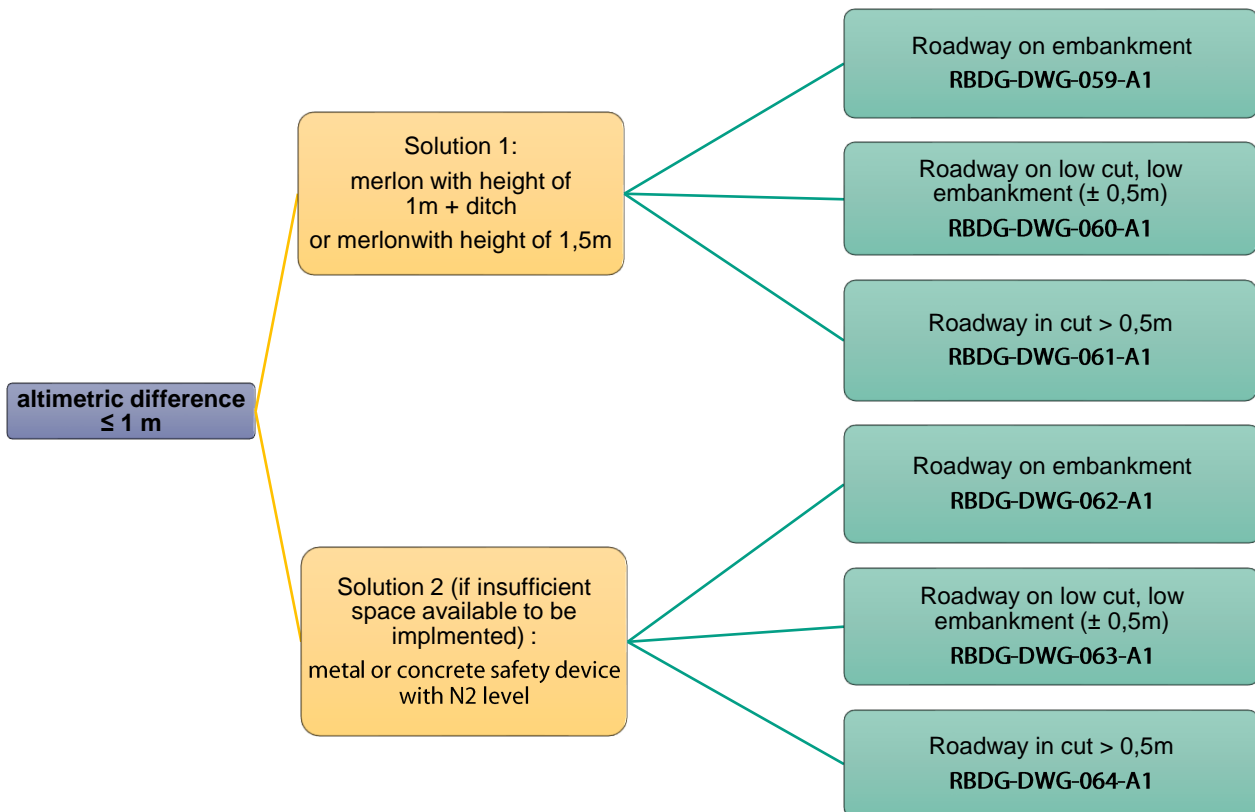 altimetric difference
≤ 1 m
Solution 1:
merlon with height of
1m + ditch
or merlonwith height of 1,5m
Roadway on embankment
RBDG-DWG-059-A1
Roadway on low cut, low
embankment (± 0,5m)
RBDG-DWG-060-A1
Roadway in cut > 0,5m
RBDG-DWG-061-A1
Solution 2 (if insufficient
space available to be
implmented) :
metal or concrete safety device
with N2 level
Roadway on embankment
RBDG-DWG-062-A1
Roadway on low cut, low
embankment (± 0,5m)
RBDG-DWG-063-A1
Roadway in cut > 0,5m
RBDG-DWG-064-A1